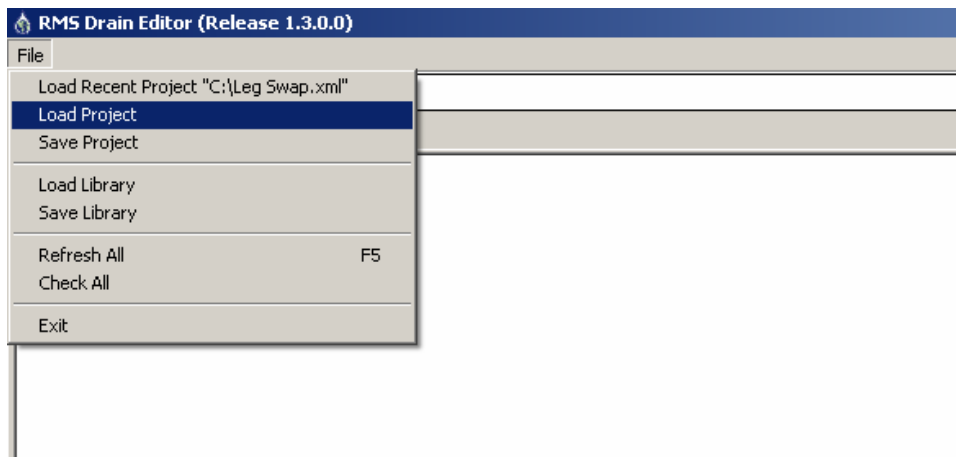 RMS Drain Editor (Release 1.3.0.0)
File
Load Recent Project "C:\Leg Swap.xml"
Load Project
Save Project
Load Library
Save Library
Refresh All F5
Check All
Exit